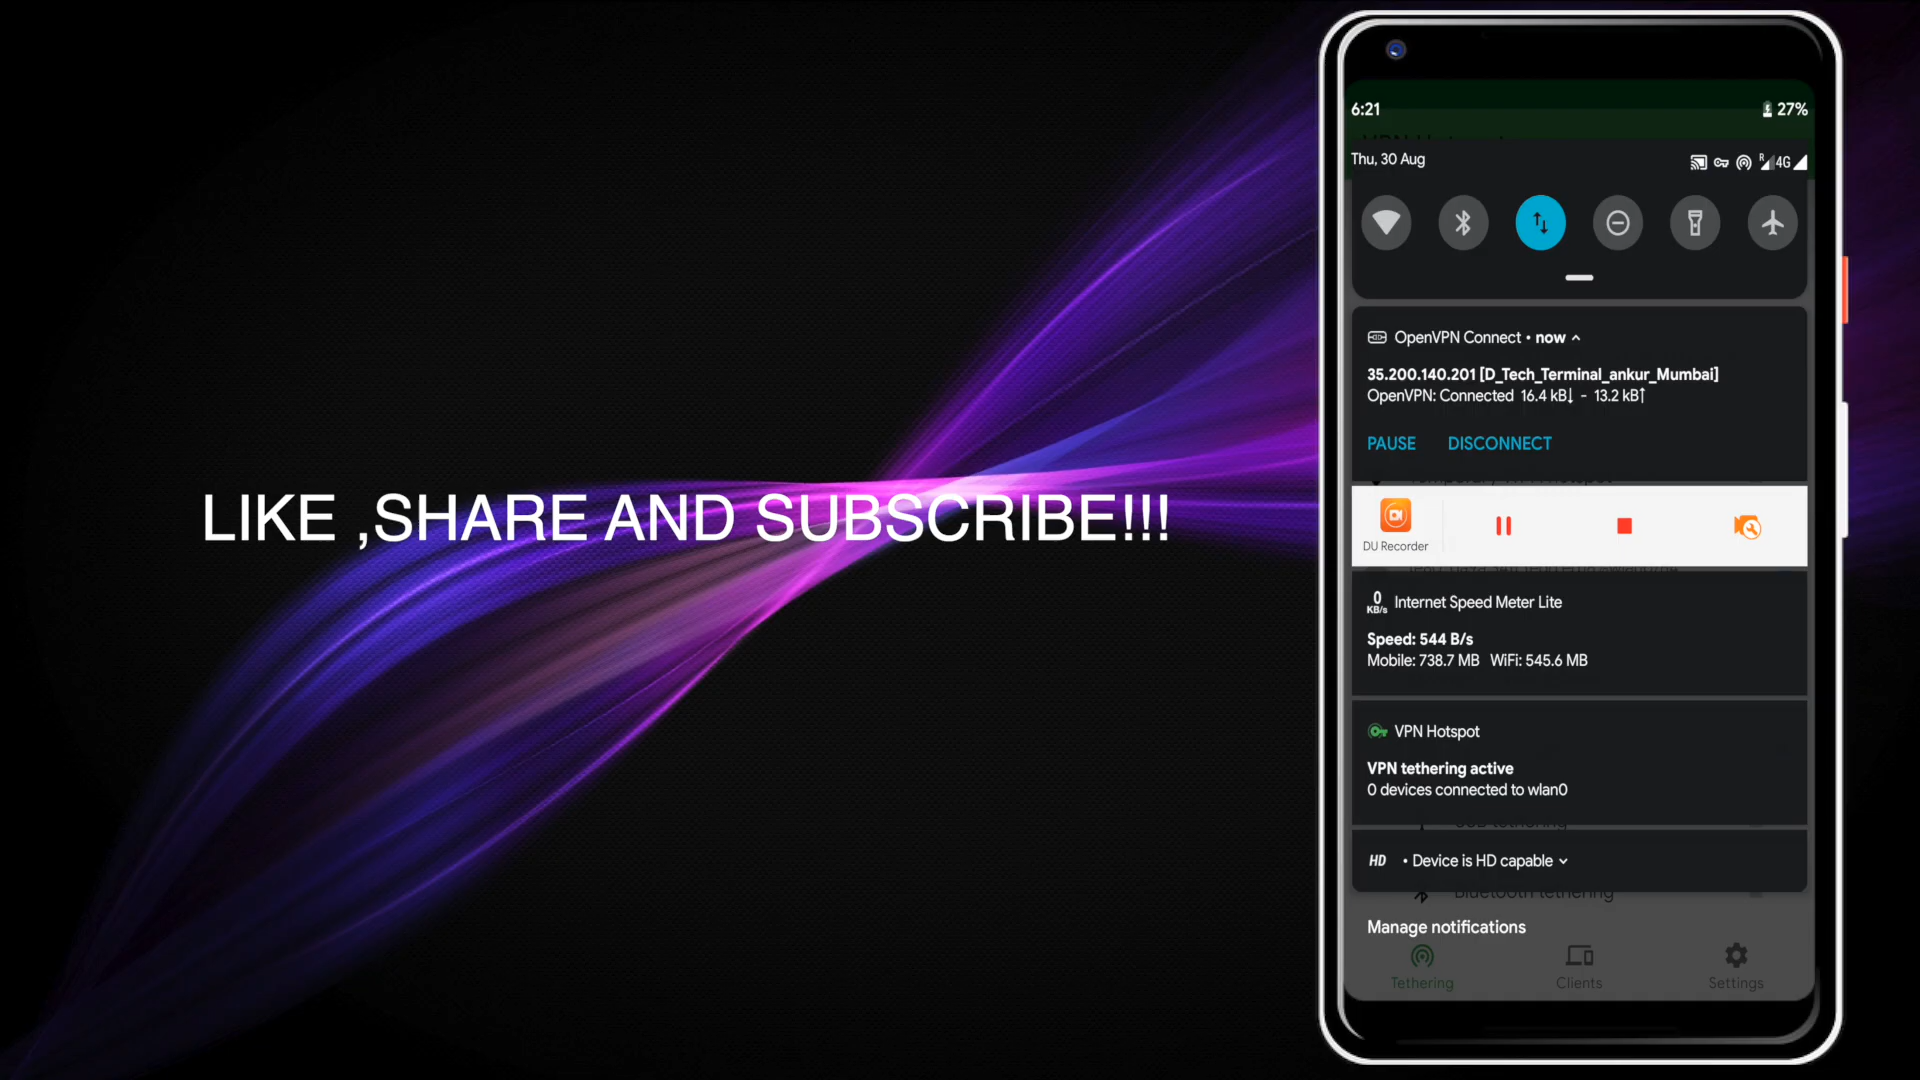 LIKE ,SHARE AND SUBSCRIBE!!!
6:21
27%
Thu, 30 Aug
R
4G
OpenVPN Connect • now
35.200.140.201 [D_Tech_Terminal_ankur_Mumbai]
OpenVPN: Connected 16.4 kB↓ - 13.2 kB↑
PAUSE DISCONNECT
DU Recorder
0 KB/s Internet Speed Meter Lite
Speed: 544 B/s
Mobile: 738.7 MB WiFi: 545.6 MB
VPN Hotspot
VPN tethering active
0 devices connected to wlan0
HD • Device is HD capable
Bluetooth tethering
Manage notifications
Tethering Clients Settings